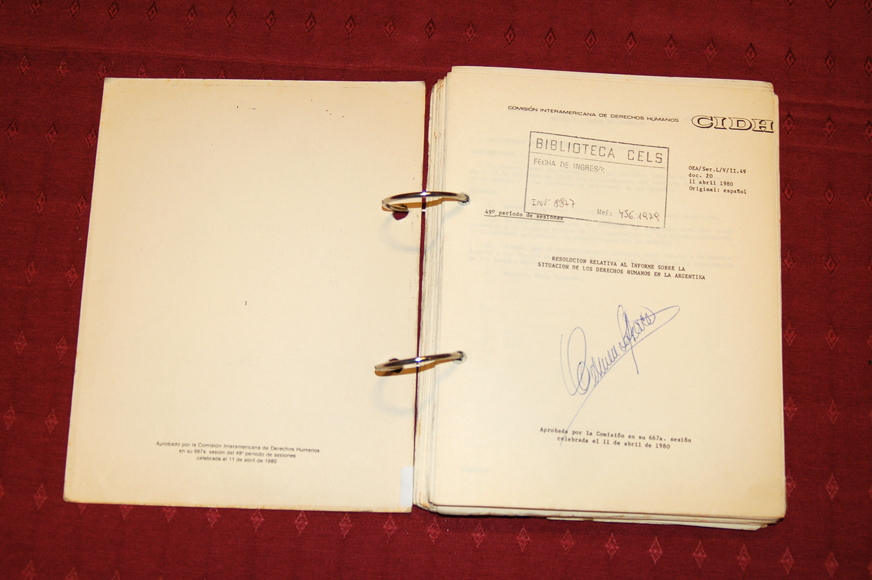 Aprobado por la Comisión Interamericana de Derechos Humanos
en su 667a. sesión del 49º período de sesiones
celebrada el 11 de abril de 1980
COMISIÓN INTERAMERICANA DE DERECHOS HUMANOS
CIDH
BIBLIOTECA CELS
FECHA DE INGRESO:
INV: 8877
Ref:
OEA/Ser.L/V/II.49
doc. 20
11 abril 1980
Original: español
49º período de sesiones
RESOLUCION RELATIVA AL INFORME SOBRE LA
SITUACION DE LOS DERECHOS HUMANOS EN LA ARGENTINA
Aprobada por la Comisión en su 667a. sesión
celebrada el 11 de abril de 1980